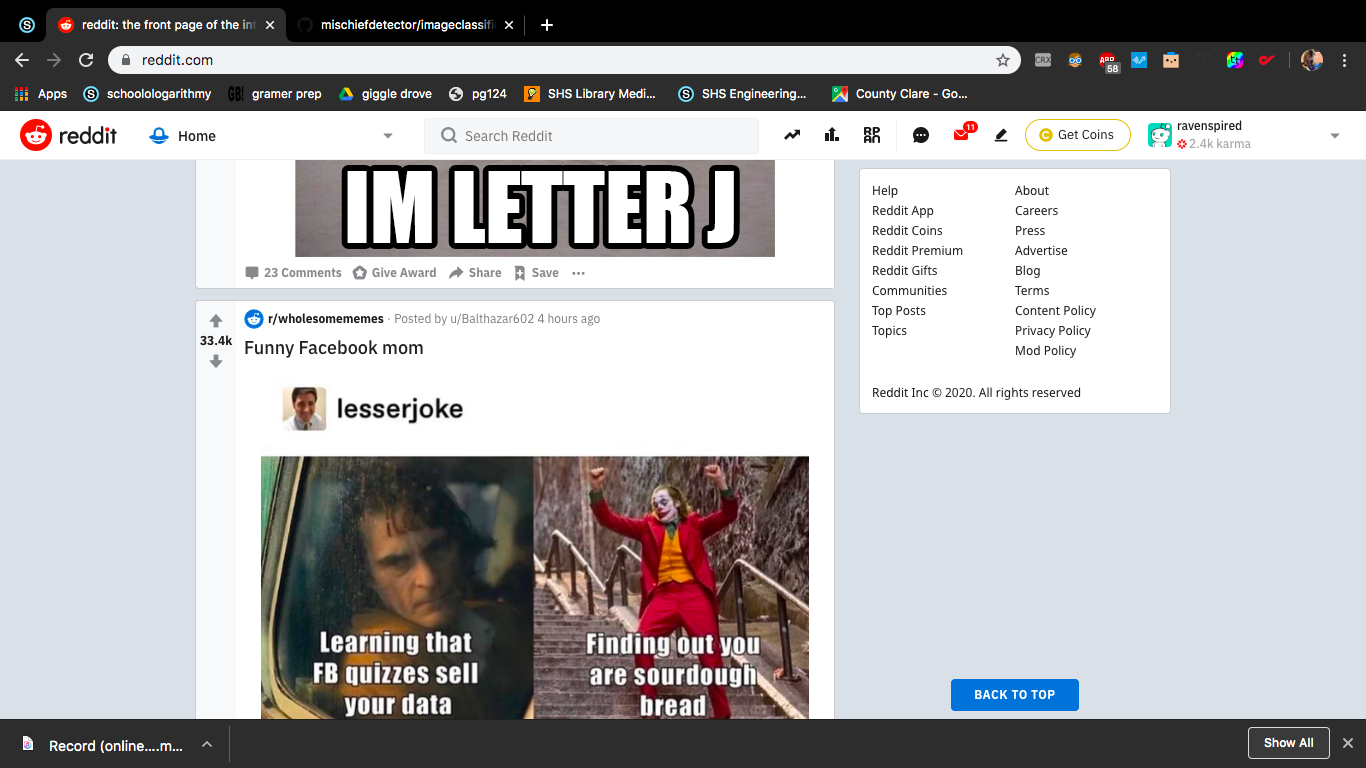 reddit: the front page of the int
mischiefdetector/imageclassifi
reddit.com
CRX
ABP
58
Apps
schoolologarithmy
GB!
gramer prep
giggle drove
pg124
SHS Library Medi...
SHS Engineering...
County Clare - Go...
reddit
Home
Search Reddit
RPAN
11
Get Coins
ravenspired
2.4k karma
IM LETTER J
23 Comments
Give Award
Share
Save
...
33.4k
r/wholesomememes · Posted by u/Balthazar602 4 hours ago
Funny Facebook mom
lesserjoke
Learning that
FB quizzes sell
your data
Finding out you
are sourdough
bread
Help
Reddit App
Reddit Coins
Reddit Premium
Reddit Gifts
Communities
Top Posts
Topics
About
Careers
Press
Advertise
Blog
Terms
Content Policy
Privacy Policy
Mod Policy
Reddit Inc © 2020. All rights reserved
BACK TO TOP
Record (online....m...
Show All